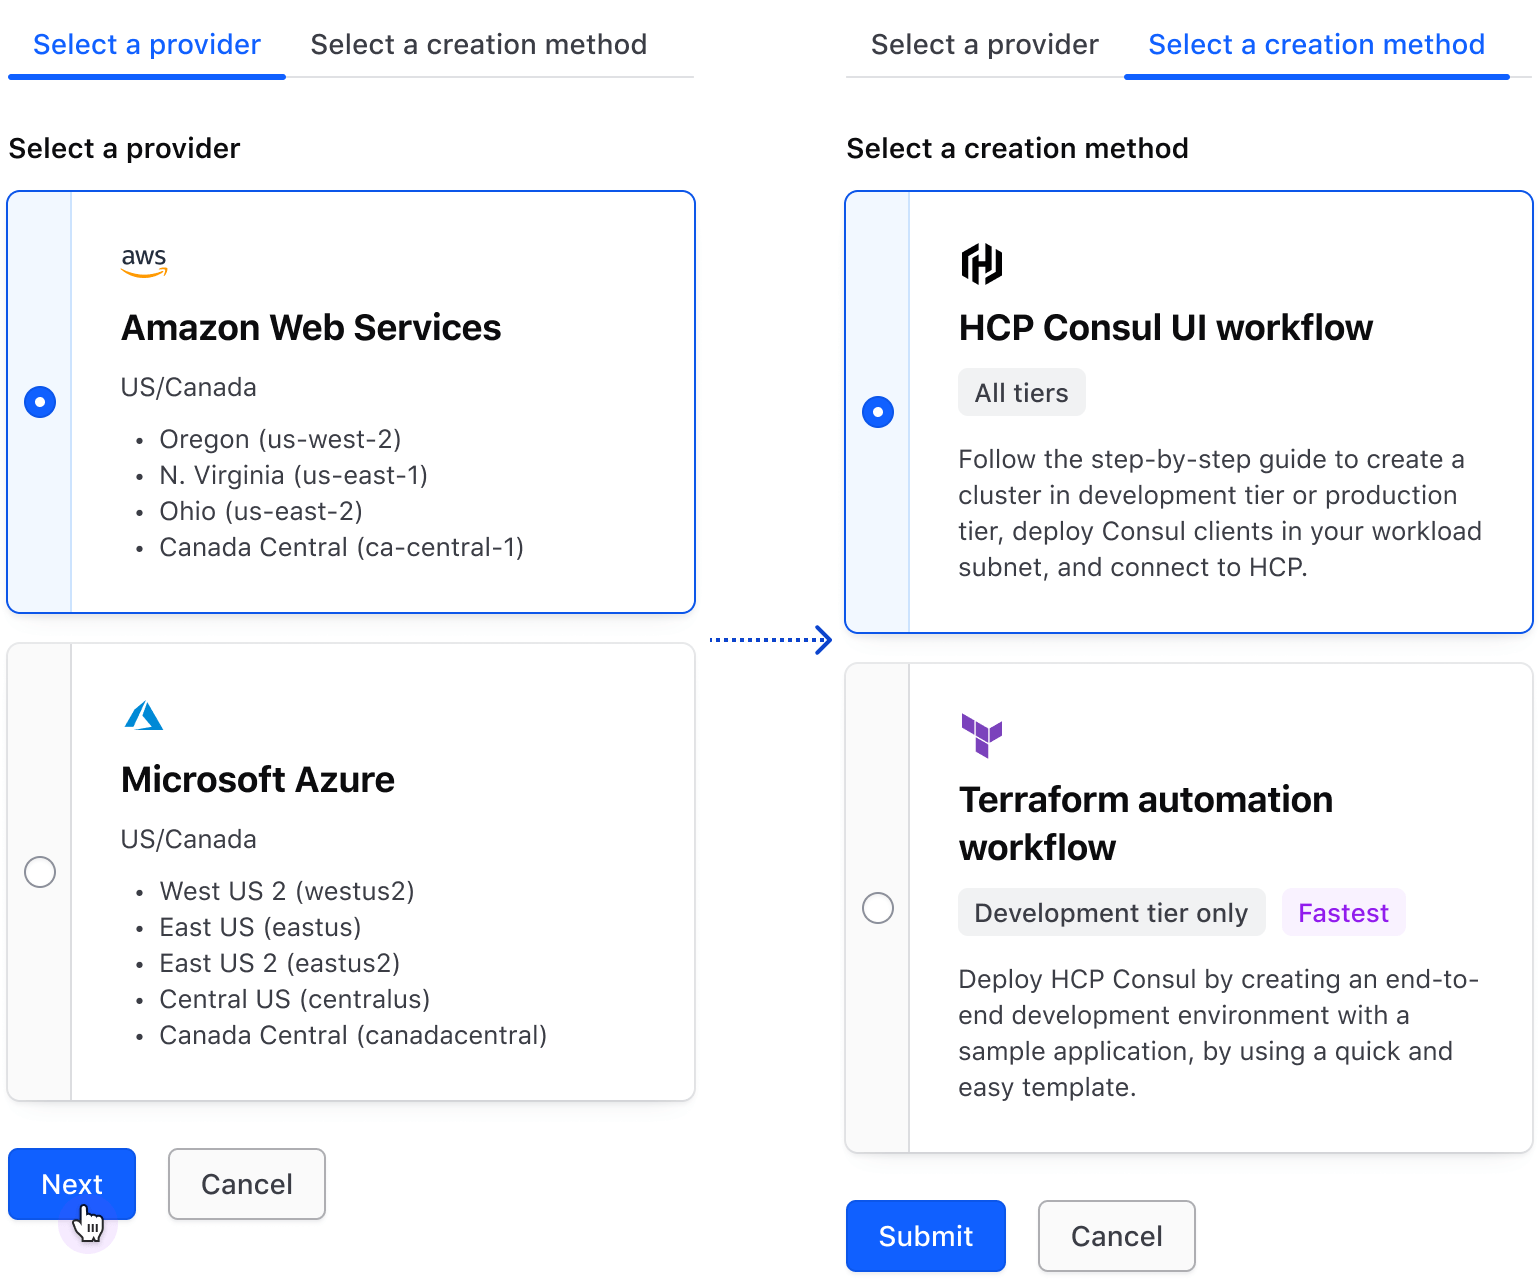 Select a provider
Select a creation method
Select a provider
aws
Amazon Web Services
US/Canada
• Oregon (us-west-2)
• N. Virginia (us-east-1)
• Ohio (us-east-2)
• Canada Central (ca-central-1)
Microsoft Azure
US/Canada
• West US 2 (westus2)
• East US (eastus)
• East US 2 (eastus2)
• Central US (centralus)
• Canada Central (canadacentral)
Next
Cancel
Select a provider
Select a creation method
Select a creation method
HCP Consul UI workflow
All tiers
Follow the step-by-step guide to create a
cluster in development tier or production
tier, deploy Consul clients in your workload
subnet, and connect to HCP.
Terraform automation
workflow
Development tier only
Fastest
Deploy HCP Consul by creating an end-to-
end development environment with a
sample application, by using a quick and
easy template.
Submit
Cancel